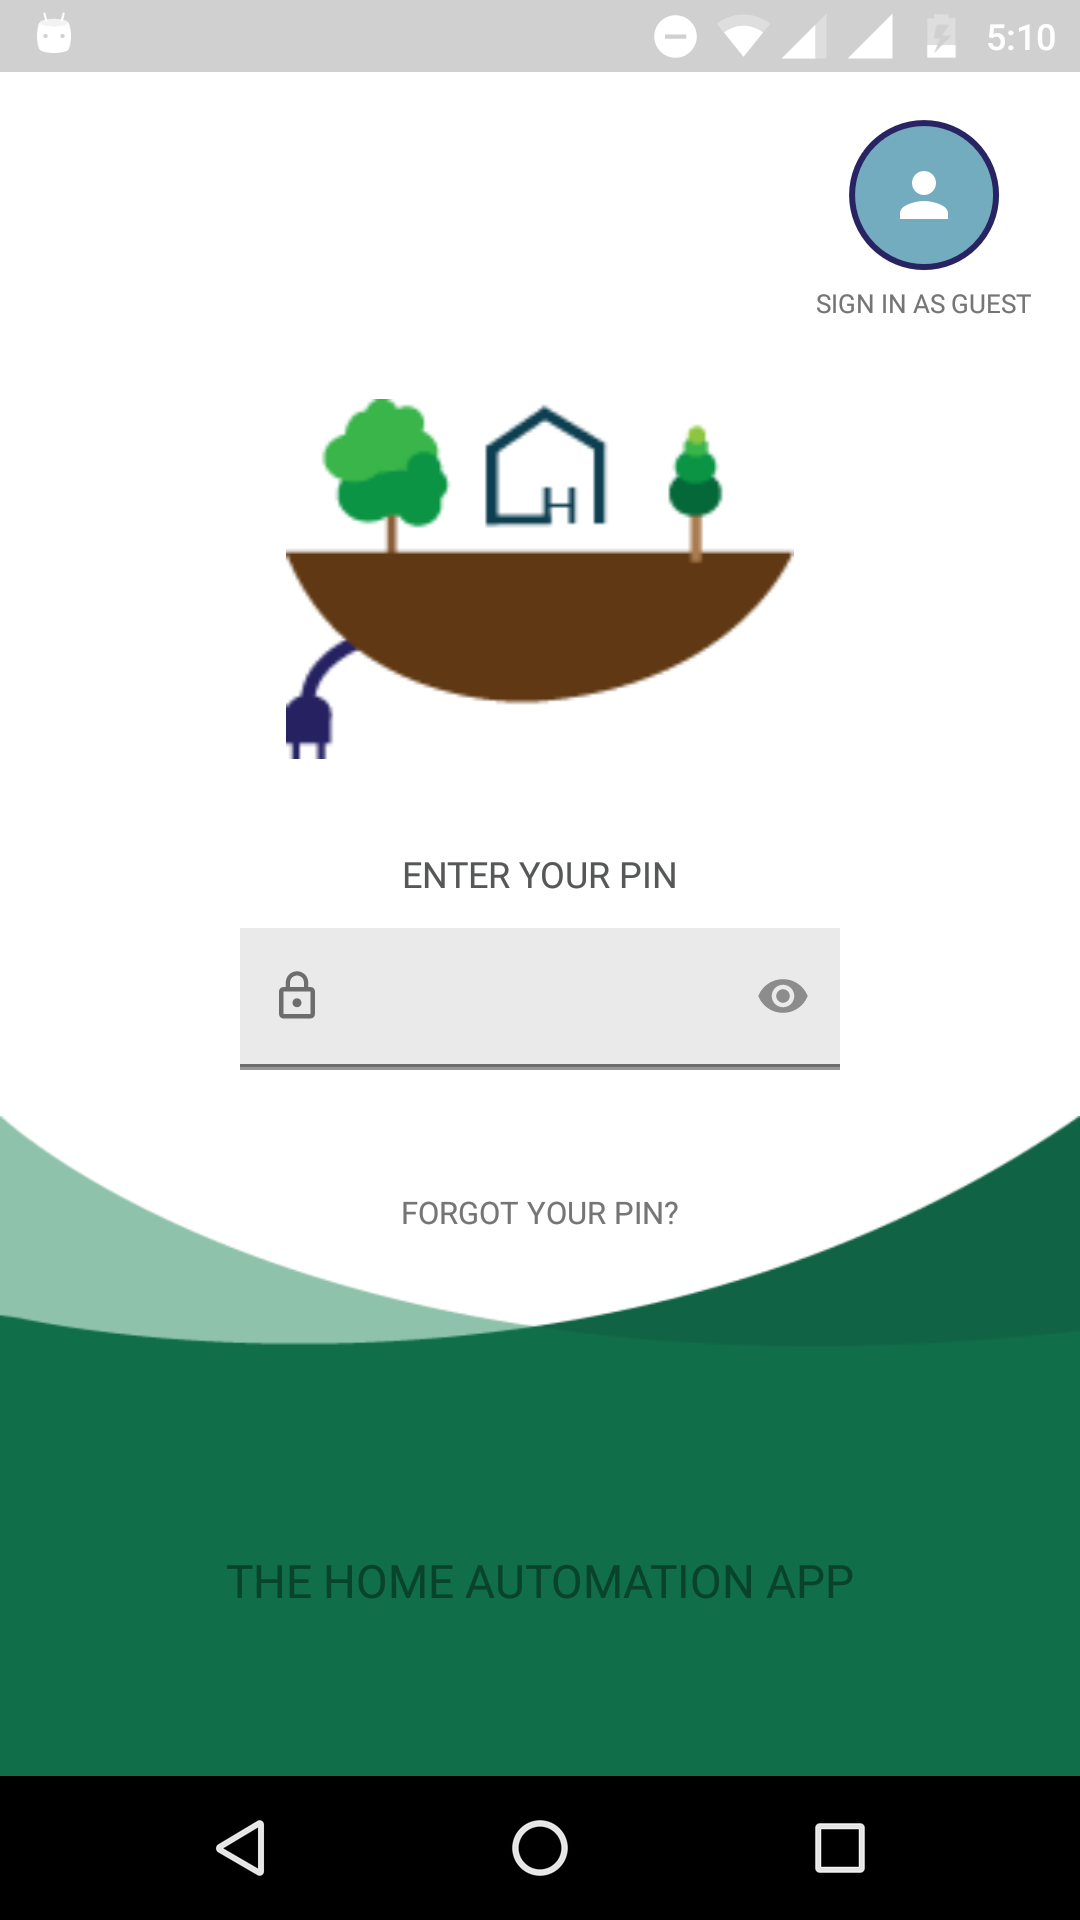 5:10
SIGN IN AS GUEST
H
ENTER YOUR PIN
FORGOT YOUR PIN?
THE HOME AUTOMATION APP